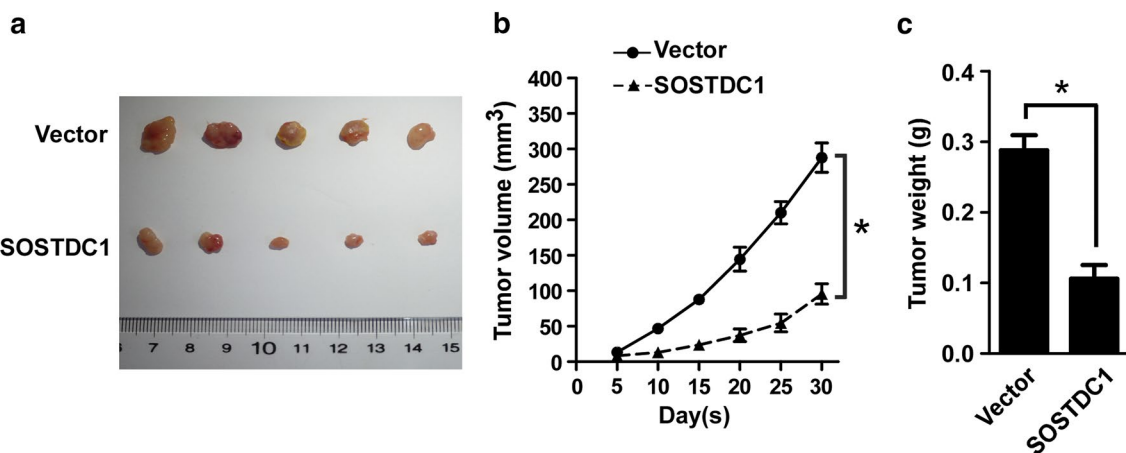 a
Vector
SOSTDC1
7 8 9 10 11 12 13 14 15
b
Vector
SOSTDC1
Tumor volume (mm³)
400
350
300
250
200
150
100
50
0
0 5 10 15 20 25 30
Day(s)
*
c
Tumor weight (g)
0.4
0.3
0.2
0.1
0.0
*
Vector
SOSTDC1